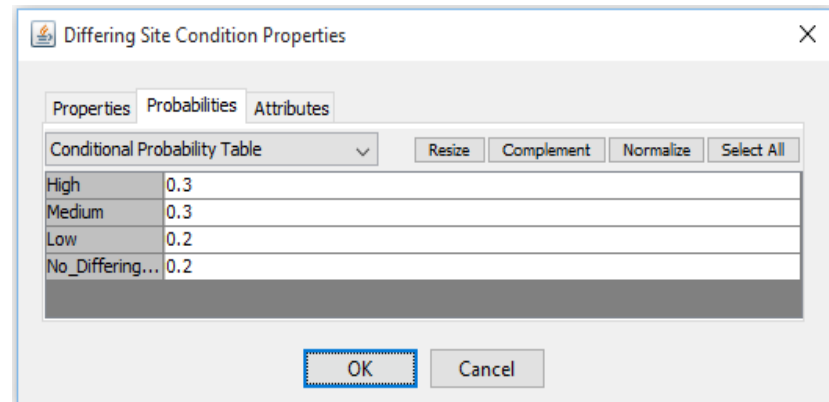 Differing Site Condition Properties
Properties Probabilities Attributes
Conditional Probability Table Resize Complement Normalize Select All
High 0.3
Medium 0.3
Low 0.2
No_Differing... 0.2
OK Cancel